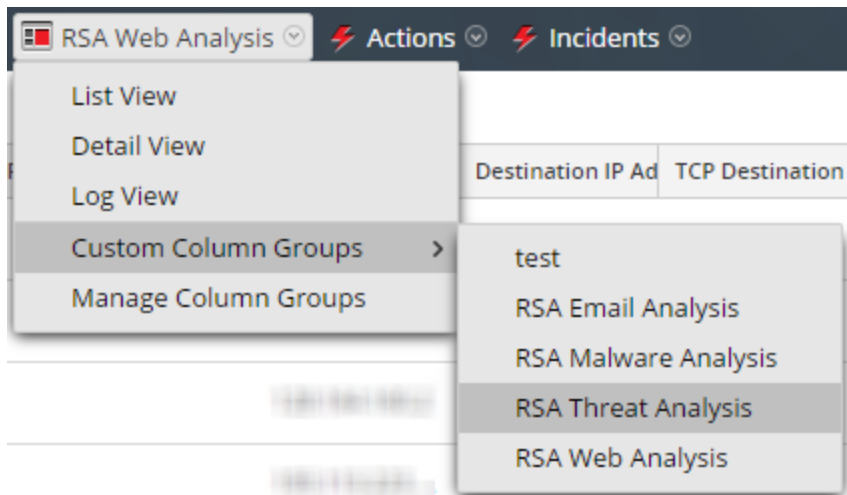 RSA Web Analysis
Actions
Incidents
List View
Detail View
Log View
Custom Column Groups
Manage Column Groups
Destination IP Ad
TCP Destination
test
RSA Email Analysis
RSA Malware Analysis
RSA Threat Analysis
RSA Web Analysis